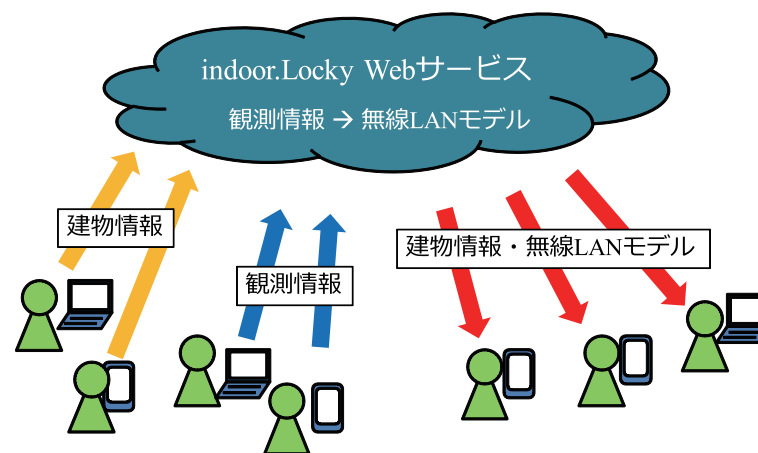 indoor.Locky Webサービス
観測情報 → 無線LANモデル
建物情報
観測情報
建物情報・無線LANモデル